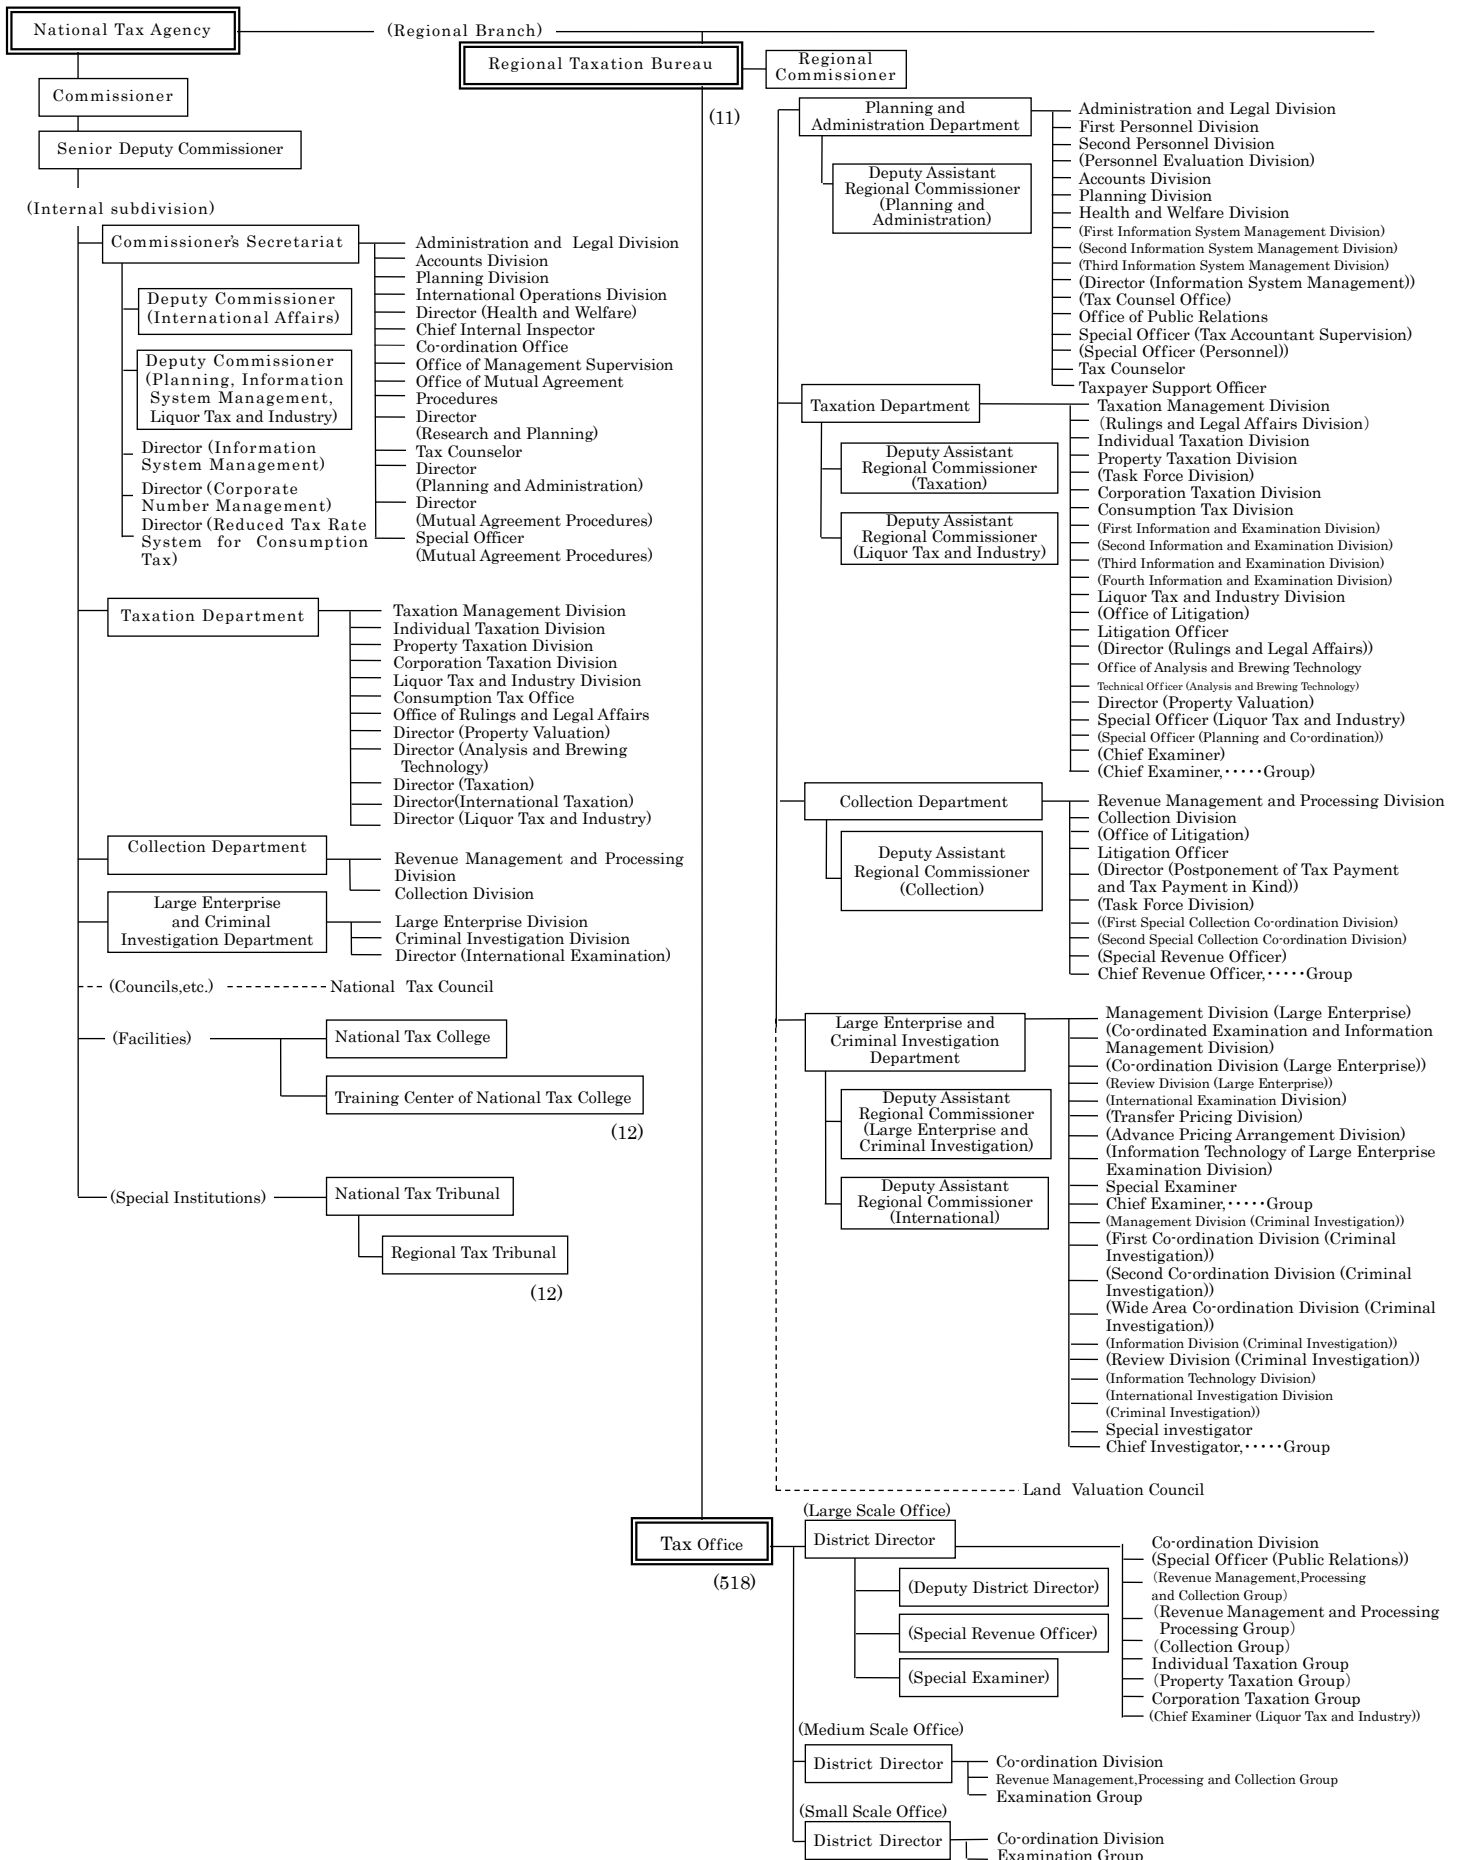 National Tax Agency
(Regional Branch)
Regional Taxation Bureau
Regional
Commissioner
(11)
Commissioner
Senior Deputy Commissioner
(Internal subdivision)
Commissioner's Secretariat
Deputy Commissioner
(International Affairs)
Deputy Commissioner
(Planning, Information
System Management,
Liquor Tax and Industry)
Director (Information
System Management)
Director (Corporate
Number Management)
Director (Reduced Tax Rate
System for Consumption
Tax)
Administration and Legal Division
Accounts Division
Planning Division
International Operations Division
Director (Health and Welfare)
Chief Internal Inspector
Co-ordination Office
Office of Management Supervision
Office of Mutual Agreement
Procedures
Director
(Research and Planning)
Tax Counselor
Director
(Planning and Administration)
Director
(Mutual Agreement Procedures)
Special Officer
(Mutual Agreement Procedures)
Taxation Department
Taxation Management Division
Individual Taxation Division
Property Taxation Division
Corporation Taxation Division
Liquor Tax and Industry Division
Consumption Tax Office
Office of Rulings and Legal Affairs
Director (Property Valuation)
Director (Analysis and Brewing
Technology)
Director (Taxation)
Director(International Taxation)
Director (Liquor Tax and Industry)
Collection Department
Revenue Management and Processing
Division
Collection Division
Large Enterprise
and Criminal
Investigation Department
Large Enterprise Division
Criminal Investigation Division
Director (International Examination)
(Councils,etc.)
National Tax Council
(Facilities)
National Tax College
Training Center of National Tax College
(12)
(Special Institutions)
National Tax Tribunal
Regional Tax Tribunal
(12)
Planning and
Administration Department
Deputy Assistant
Regional Commissioner
(Planning and
Administration)
Administration and Legal Division
First Personnel Division
Second Personnel Division
(Personnel Evaluation Division)
Accounts Division
Planning Division
Health and Welfare Division
(First Information System Management Division)
(Second Information System Management Division)
(Third Information System Management Division)
(Director (Information System Management))
(Tax Counsel Office)
Office of Public Relations
Special Officer (Tax Accountant Supervision)
(Special Officer (Personnel))
Tax Counselor
Taxpayer Support Officer
Taxation Department
Deputy Assistant
Regional Commissioner
(Taxation)
Deputy Assistant
Regional Commissioner
(Liquor Tax and Industry)
Taxation Management Division
(Rulings and Legal Affairs Division)
Individual Taxation Division
Property Taxation Division
(Task Force Division)
Corporation Taxation Division
Consumption Tax Division
(First Information and Examination Division)
(Second Information and Examination Division)
(Third Information and Examination Division)
(Fourth Information and Examination Division)
Liquor Tax and Industry Division
(Office of Litigation)
Litigation Officer
(Director (Rulings and Legal Affairs))
Office of Analysis and Brewing Technology
Technical Officer (Analysis and Brewing Technology)
Director (Property Valuation)
Special Officer (Liquor Tax and Industry)
(Special Officer (Planning and Co-ordination))
(Chief Examiner)
(Chief Examiner,·····Group)
Collection Department
Deputy Assistant
Regional Commissioner
(Collection)
Revenue Management and Processing Division
Collection Division
(Office of Litigation)
Litigation Officer
(Director (Postponement of Tax Payment
and Tax Payment in Kind))
(Task Force Division)
((First Special Collection Co-ordination Division)
(Second Special Collection Co-ordination Division)
(Special Revenue Officer)
Chief Revenue Officer,·····Group
Large Enterprise and
Criminal Investigation
Department
Deputy Assistant
Regional Commissioner
(Large Enterprise and
Criminal Investigation)
Deputy Assistant
Regional Commissioner
(International)
Management Division (Large Enterprise)
(Co-ordinated Examination and Information
Management Division)
(Co-ordination Division (Large Enterprise))
(Review Division (Large Enterprise))
(International Examination Division)
(Transfer Pricing Division)
(Advance Pricing Arrangement Division)
(Information Technology of Large Enterprise
Examination Division)
Special Examiner
Chief Examiner,·····Group
(Management Division (Criminal Investigation))
(First Co-ordination Division (Criminal
Investigation))
(Second Co-ordination Division (Criminal
Investigation))
(Wide Area Co-ordination Division (Criminal
Investigation))
(Information Division (Criminal Investigation))
(Review Division (Criminal Investigation))
(Information Technology Division)
(International Investigation Division
(Criminal Investigation))
Special investigator
Chief Investigator,·····Group
Land Valuation Council
Tax Office
(518)
(Large Scale Office)
District Director
(Deputy District Director)
(Special Revenue Officer)
(Special Examiner)
Co-ordination Division
(Special Officer (Public Relations))
(Revenue Management,Processing
and Collection Group)
(Revenue Management and Processing
Processing Group)
(Collection Group)
Individual Taxation Group
(Property Taxation Group)
Corporation Taxation Group
(Chief Examiner (Liquor Tax and Industry))
(Medium Scale Office)
District Director
Co-ordination Division
Revenue Management,Processing and Collection Group
Examination Group
(Small Scale Office)
District Director
Co-ordination Division
Examination Group